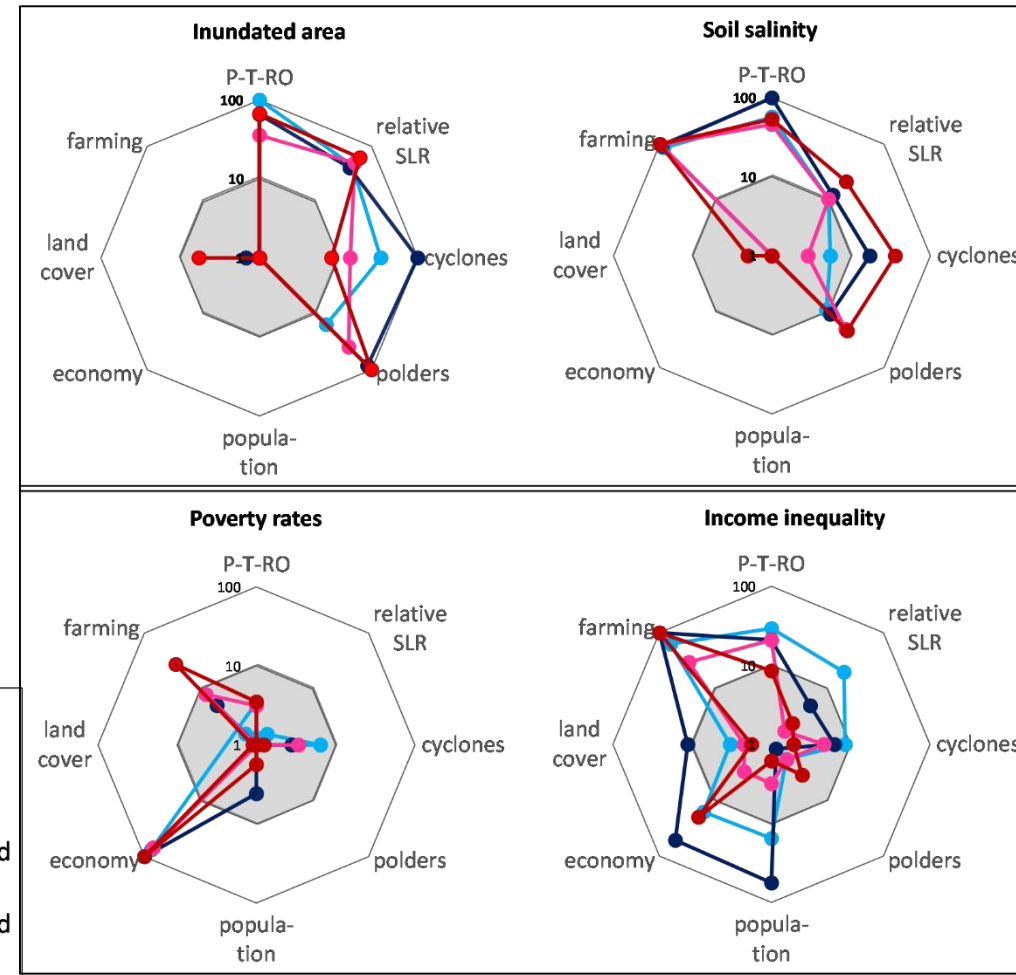 Inundated area
P-T-RO
100
relative
SLR
farming
10
land
cover
1
cyclones
economy
polders
popula-
tion
Soil salinity
P-T-RO
100
relative
SLR
farming
10
land
cover
1
cyclones
economy
polders
popula-
tion
Poverty rates
P-T-RO
100
relative
SLR
farming
10
land
cover
1
cyclones
economy
polders
popula-
tion
Income inequality
P-T-RO
100
relative
SLR
farming
10
land
cover
1
cyclones
economy
polders
popula-
tion
d
d